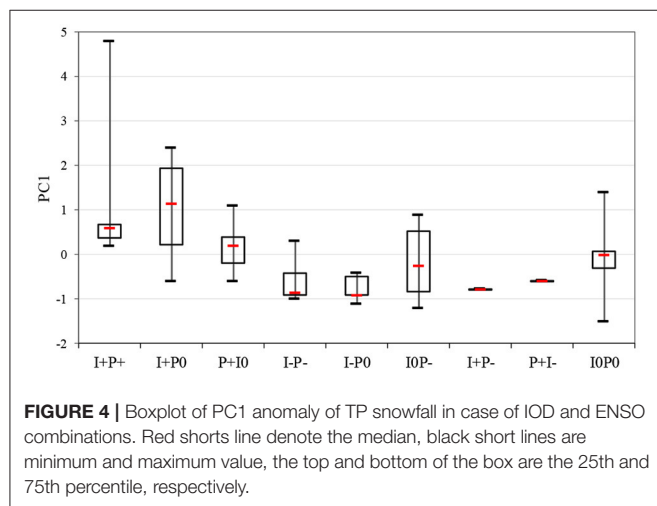 5
4
3
2
1
0
-1
-2
PC1
I+P+ I+P0 P+I0 I-P- I-P0 I0P- I+P- P+I- I0P0
FIGURE 4 | Boxplot of PC1 anomaly of TP snowfall in case of IOD and ENSO
combinations. Red shorts line denote the median, black short lines are
minimum and maximum value, the top and bottom of the box are the 25th and
75th percentile, respectively.